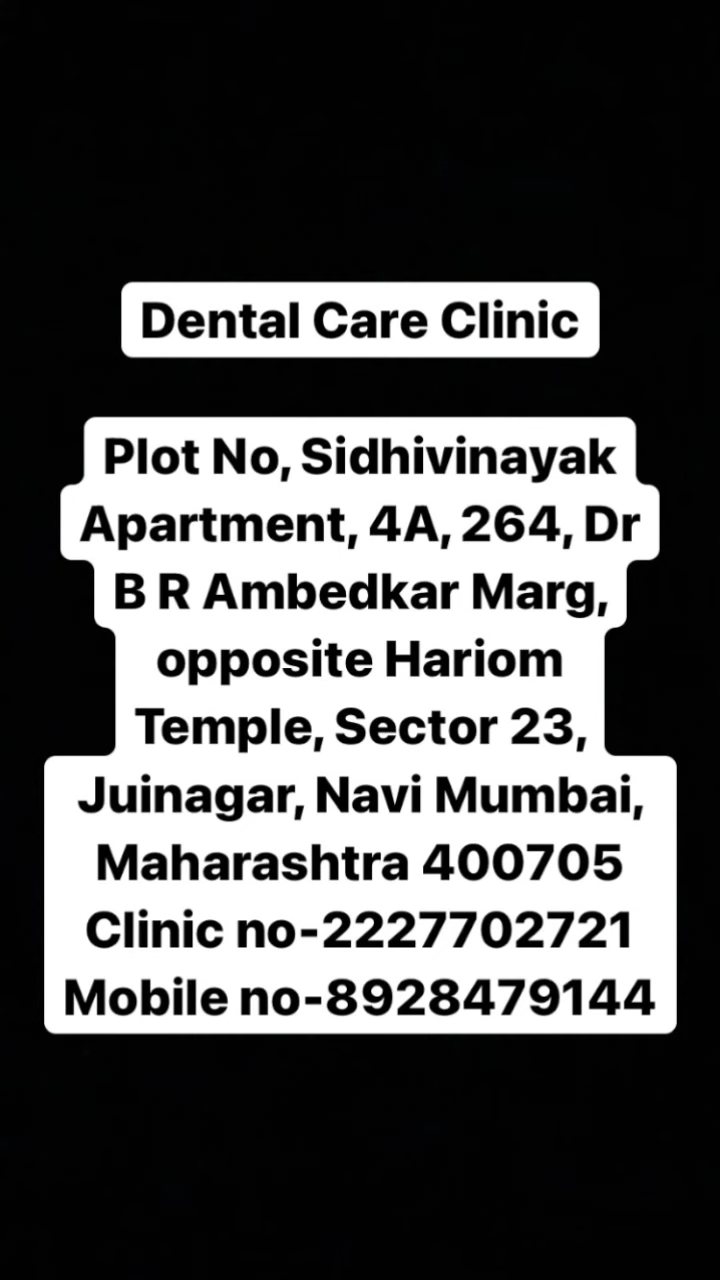 Dental Care Clinic
Plot No, Sidhivinayak
Apartment, 4A, 264, Dr
B R Ambedkar Marg,
opposite Hariom
Temple, Sector 23,
Juinagar, Navi Mumbai,
Maharashtra 400705
Clinic no-2227702721
Mobile no-8928479144